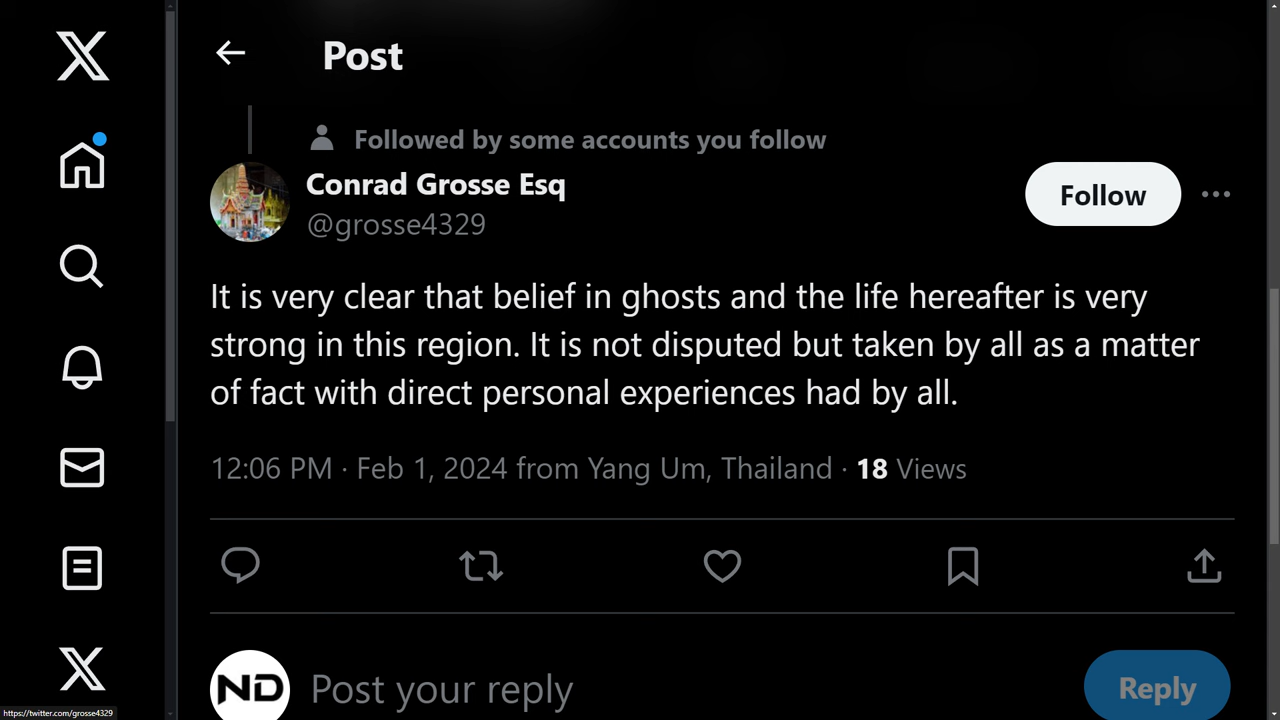 Post
Followed by some accounts you follow
Conrad Grosse Esq
@grosse4329
Follow
It is very clear that belief in ghosts and the life hereafter is very
strong in this region. It is not disputed but taken by all as a matter
of fact with direct personal experiences had by all.
12:06 PM · Feb 1, 2024 from Yang Um, Thailand · 18 Views
ND
Post your reply
Reply
https://twitter.com/grosse4329